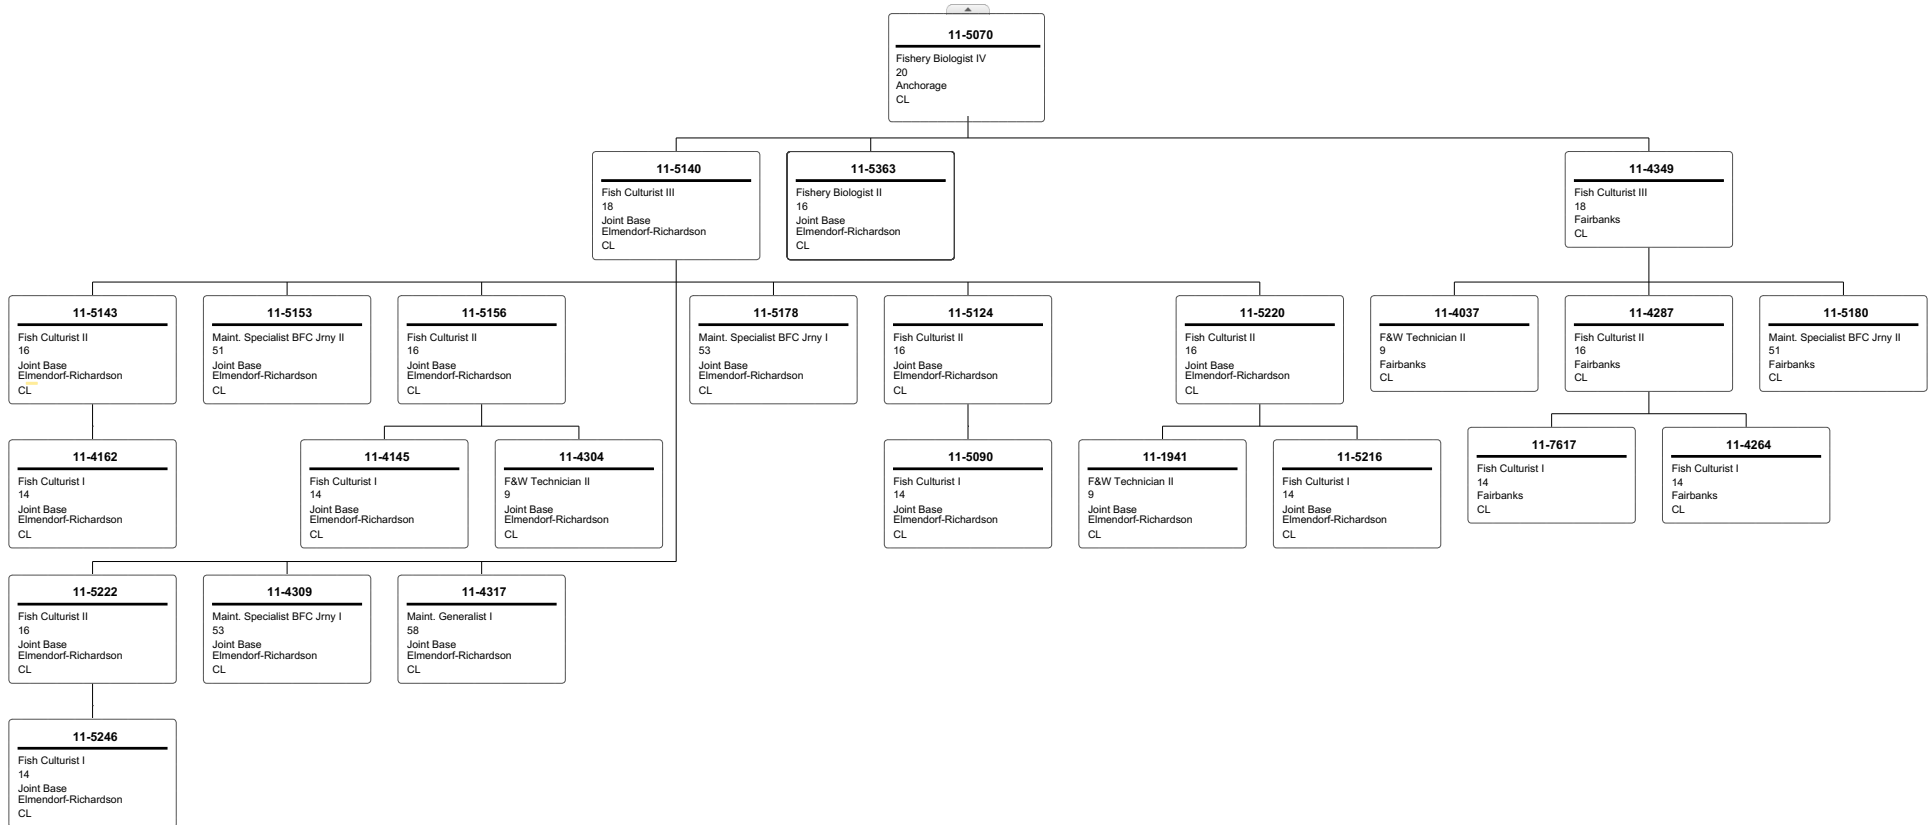 11-5070
Fishery Biologist IV
20
Anchorage
CL
11-5140
Fish Culturist III
18
Joint Base
Elmendorf-Richardson
CL
11-5363
Fishery Biologist II
16
Joint Base
Elmendorf-Richardson
CL
11-4349
Fish Culturist III
18
Fairbanks
CL
11-5143
Fish Culturist II
16
Joint Base
Elmendorf-Richardson
CL
11-5153
Maint. Specialist BFC Jrny II
51
Joint Base
Elmendorf-Richardson
CL
11-5156
Fish Culturist II
16
Joint Base
Elmendorf-Richardson
CL
11-5178
Maint. Specialist BFC Jrny I
53
Joint Base
Elmendorf-Richardson
CL
11-5124
Fish Culturist II
16
Joint Base
Elmendorf-Richardson
CL
11-5220
Fish Culturist II
16
Joint Base
Elmendorf-Richardson
CL
11-4037
F&W Technician II
9
Fairbanks
CL
11-4287
Fish Culturist II
16
Fairbanks
CL
11-5180
Maint. Specialist BFC Jrny II
51
Fairbanks
CL
11-4162
Fish Culturist I
14
Joint Base
Elmendorf-Richardson
CL
11-4145
Fish Culturist I
14
Joint Base
Elmendorf-Richardson
CL
11-4304
F&W Technician II
9
Joint Base
Elmendorf-Richardson
CL
11-5090
Fish Culturist I
14
Joint Base
Elmendorf-Richardson
CL
11-1941
F&W Technician II
9
Joint Base
Elmendorf-Richardson
CL
11-5216
Fish Culturist I
14
Joint Base
Elmendorf-Richardson
CL
11-7617
Fish Culturist I
14
Fairbanks
CL
11-4264
Fish Culturist I
14
Fairbanks
CL
11-5222
Fish Culturist II
16
Joint Base
Elmendorf-Richardson
CL
11-4309
Maint. Specialist BFC Jrny I
53
Joint Base
Elmendorf-Richardson
CL
11-4317
Maint. Generalist I
58
Joint Base
Elmendorf-Richardson
CL
11-5246
Fish Culturist I
14
Joint Base
Elmendorf-Richardson
CL